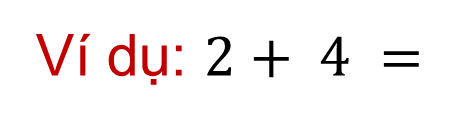 Ví dụ: 2 + 4 =